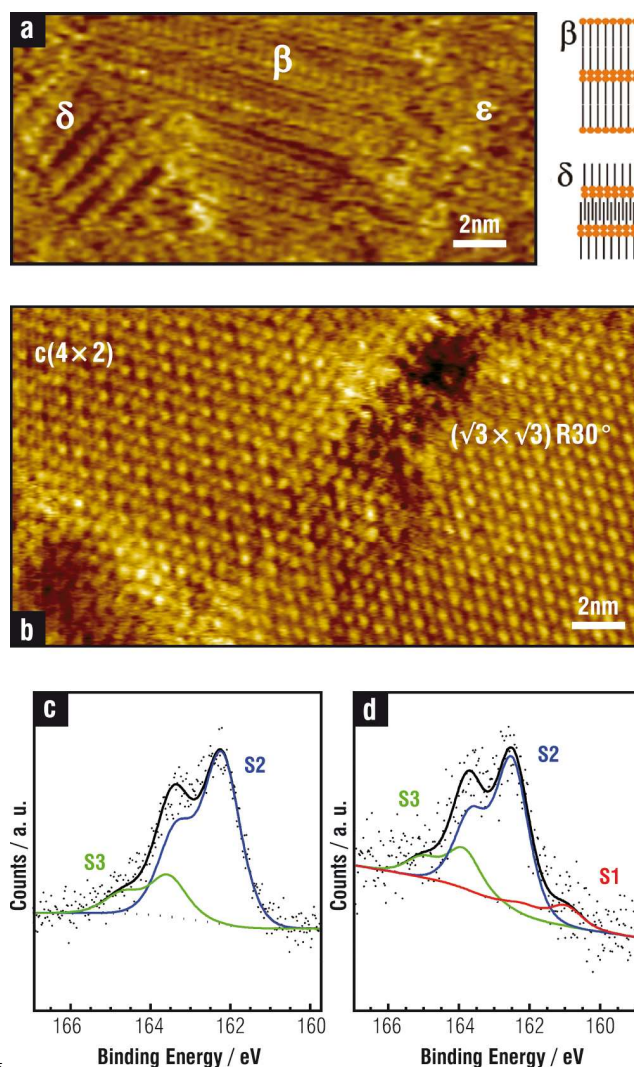 a
β
δ
ε
2nm
β
δ
c(4×2)
(√3×√3) R30°
2nm
b
c
S2
S3
Counts / a. u.
166 164 162 160
Binding Energy / eV
d
S2
S3
S1
Counts / a. u.
166 164 162 160
Binding Energy / eV